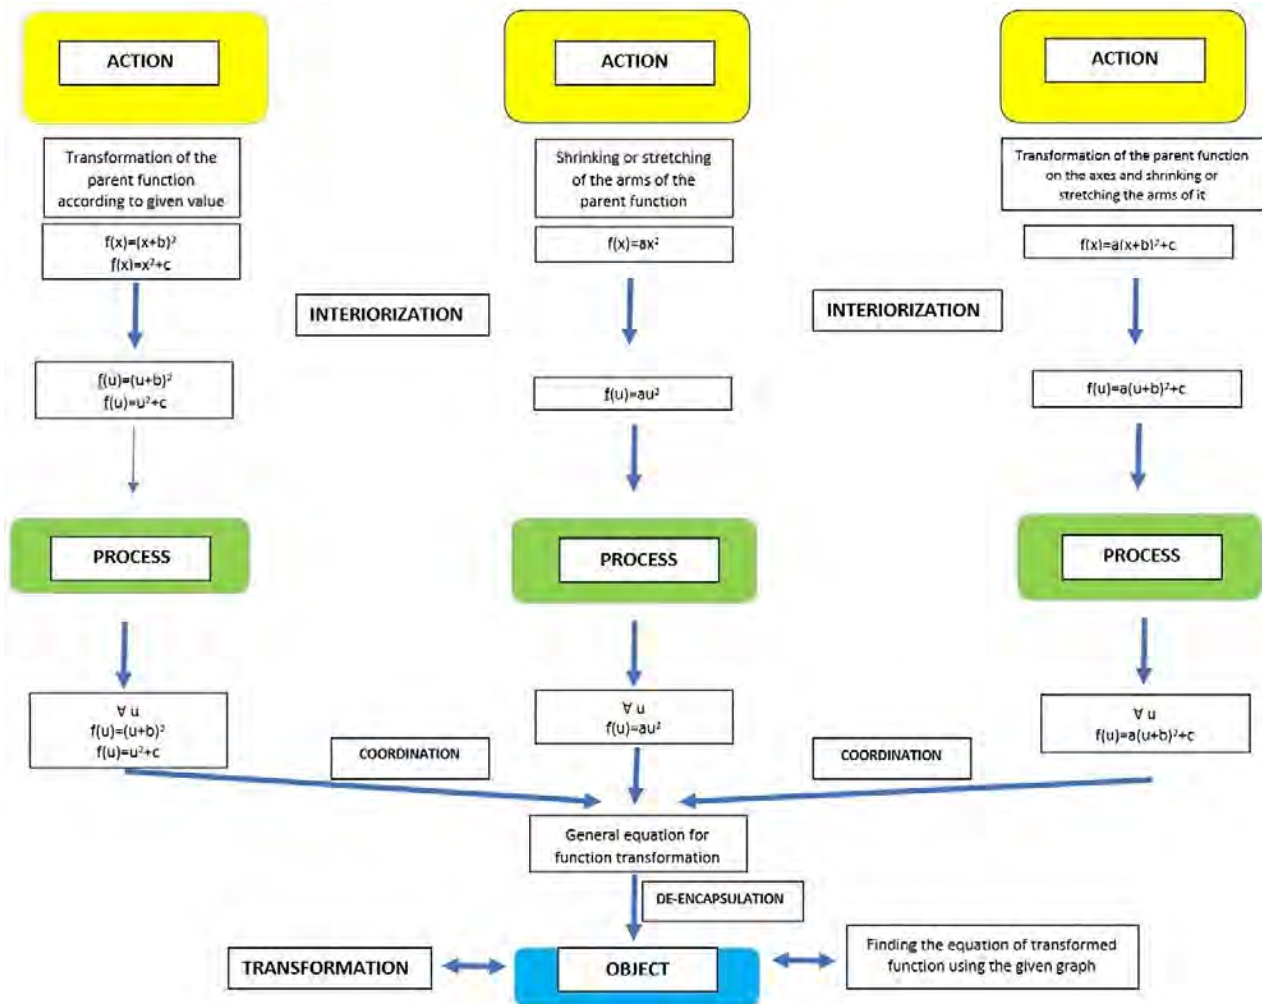 ACTION
ACTION
ACTION
Transformation of the
parent function
according to given value
Shrinking or stretching
of the arms of the
parent function
Transformation of the parent function
on the axes and shrinking or
stretching the arms of it
f(x)=(x+b)²
f(x)=x²+c
f(x)=ax²
f(x)=a(x+b)²+c
INTERIORIZATION
INTERIORIZATION
f(u)=(u+b)²
f(u)=u²+c
f(u)=au²
f(u)=a(u+b)²+c
PROCESS
PROCESS
PROCESS
∀ u
f(u)=(u+b)²
f(u)=u²+c
∀ u
f(u)=au²
∀ u
f(u)=a(u+b)²+c
COORDINATION
COORDINATION
General equation for
function transformation
DE-ENCAPSULATION
TRANSFORMATION
OBJECT
Finding the equation of transformed
function using the given graph